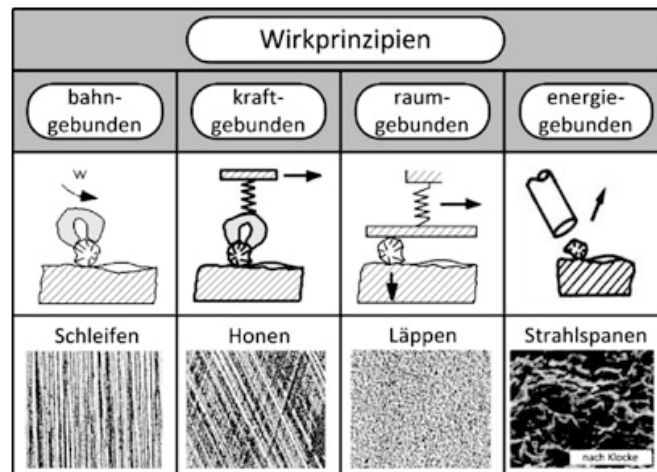 Wirkprinzipien
bahn-
gebunden
kraft-
gebunden
raum-
gebunden
energie-
gebunden
w
Schleifen
Honen
Läppen
Strahlspanen
nach Klocke